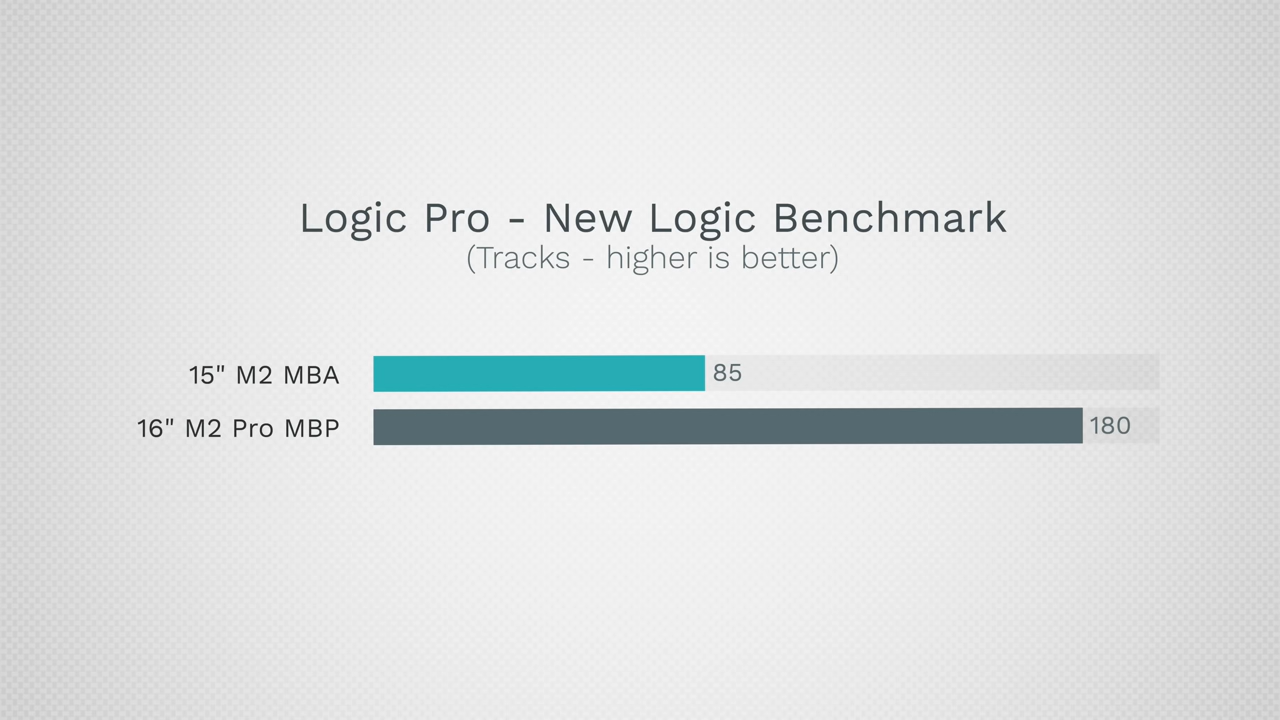 Logic Pro - New Logic Benchmark
(Tracks - higher is better)
15" M2 MBA 85
16" M2 Pro MBP 180